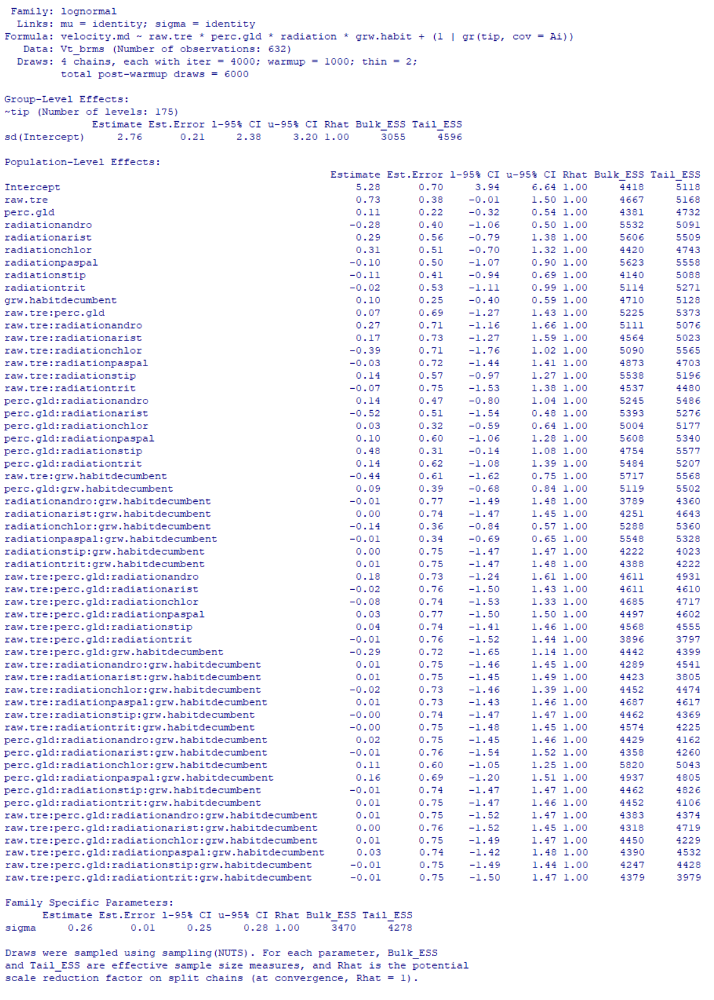 Family: lognormal
Links: mu = identity; sigma = identity
Formula: velocity.md ~ raw.tre * perc.gld * radiation * grw.habit + (1 | gr(tip, cov = Ai))
Data: Vt_brms (Number of observations: 632)
Draws: 4 chains, each with iter = 4000; warmup = 1000; thin = 2;
total post-warmup draws = 6000
Group-Level Effects:
~tip (Number of levels: 175)
Estimate Est.Error l-95% CI u-95% CI Rhat Bulk_ESS Tail_ESS
sd(Intercept) 2.76 0.21 2.38 3.20 1.00 3055 4596
Population-Level Effects:
Estimate Est.Error l-95% CI u-95% CI Rhat Bulk_ESS Tail_ESS
Intercept 5.28 0.70 3.94 6.64 1.00 4418 5118
raw.tre 0.73 0.38 -0.01 1.50 1.00 4667 5168
perc.gld 0.11 0.22 -0.32 0.54 1.00 4381 4732
radiationandro -0.28 0.40 -1.06 0.50 1.00 5532 5091
radiationarist 0.29 0.56 -0.79 1.38 1.00 5606 5509
radiationchlor 0.31 0.51 -0.70 1.32 1.00 4420 4743
radiationpaspal -0.10 0.50 -1.07 0.90 1.00 5623 5558
radiationstip -0.11 0.41 -0.94 0.69 1.00 4140 5088
radiationtrit -0.02 0.53 -1.11 0.99 1.00 5114 5271
grw.habitdecumbent 0.10 0.25 -0.40 0.59 1.00 4710 5128
raw.tre:perc.gld 0.07 0.69 -1.27 1.43 1.00 5225 5373
raw.tre:radiationandro 0.27 0.71 -1.16 1.66 1.00 5111 5076
raw.tre:radiationarist 0.17 0.73 -1.27 1.59 1.00 4564 5023
raw.tre:radiationchlor -0.39 0.71 -1.76 1.02 1.00 5090 5565
raw.tre:radiationpaspal -0.03 0.72 -1.44 1.41 1.00 4873 4703
raw.tre:radiationstip 0.14 0.57 -0.97 1.27 1.00 5538 5196
raw.tre:radiationtrit -0.07 0.75 -1.53 1.38 1.00 4537 4480
perc.gld:radiationandro 0.14 0.47 -0.80 1.04 1.00 5245 5486
perc.gld:radiationarist -0.52 0.51 -1.54 0.48 1.00 5393 5276
perc.gld:radiationchlor 0.03 0.32 -0.59 0.64 1.00 5004 5177
perc.gld:radiationpaspal 0.10 0.60 -1.06 1.28 1.00 5608 5340
perc.gld:radiationstip 0.48 0.31 -0.14 1.08 1.00 4754 5577
perc.gld:radiationtrit 0.14 0.62 -1.08 1.39 1.00 5484 5207
raw.tre:grw.habitdecumbent -0.44 0.61 -1.62 0.75 1.00 5717 5568
perc.gld:grw.habitdecumbent 0.09 0.39 -0.68 0.84 1.00 5119 5502
radiationandro:grw.habitdecumbent -0.01 0.77 -1.49 1.48 1.00 3789 4360
radiationarist:grw.habitdecumbent 0.00 0.74 -1.47 1.45 1.00 4251 4643
radiationchlor:grw.habitdecumbent -0.14 0.36 -0.84 0.57 1.00 5288 5360
radiationpaspal:grw.habitdecumbent -0.01 0.34 -0.69 0.65 1.00 5548 5328
radiationstip:grw.habitdecumbent 0.00 0.75 -1.47 1.47 1.00 4222 4023
radiationtrit:grw.habitdecumbent 0.01 0.75 -1.47 1.48 1.00 4388 4222
raw.tre:perc.gld:radiationandro 0.18 0.73 -1.24 1.61 1.00 4611 4931
raw.tre:perc.gld:radiationarist -0.02 0.76 -1.50 1.43 1.00 4611 4610
raw.tre:perc.gld:radiationchlor -0.08 0.74 -1.53 1.33 1.00 4685 4717
raw.tre:perc.gld:radiationpaspal 0.03 0.77 -1.50 1.50 1.00 4497 4602
raw.tre:perc.gld:radiationstip 0.04 0.74 -1.41 1.46 1.00 4568 4555
raw.tre:perc.gld:radiationtrit -0.01 0.76 -1.52 1.44 1.00 3896 3797
raw.tre:perc.gld:grw.habitdecumbent -0.29 0.72 -1.65 1.14 1.00 4442 4399
raw.tre:radiationandro:grw.habitdecumbent 0.01 0.75 -1.46 1.45 1.00 4289 4541
raw.tre:radiationarist:grw.habitdecumbent 0.01 0.75 -1.45 1.49 1.00 4423 3805
raw.tre:radiationchlor:grw.habitdecumbent -0.02 0.73 -1.46 1.39 1.00 4452 4474
raw.tre:radiationpaspal:grw.habitdecumbent 0.01 0.73 -1.43 1.46 1.00 4687 4617
raw.tre:radiationstip:grw.habitdecumbent -0.00 0.74 -1.47 1.47 1.00 4462 4369
raw.tre:radiationtrit:grw.habitdecumbent -0.00 0.75 -1.48 1.45 1.00 4574 4225
perc.gld:radiationandro:grw.habitdecumbent 0.02 0.75 -1.45 1.46 1.00 4429 4162
perc.gld:radiationarist:grw.habitdecumbent -0.01 0.76 -1.54 1.52 1.00 4358 4260
perc.gld:radiationchlor:grw.habitdecumbent 0.11 0.60 -1.05 1.25 1.00 5820 5043
perc.gld:radiationpaspal:grw.habitdecumbent 0.16 0.69 -1.20 1.51 1.00 4937 4805
perc.gld:radiationstip:grw.habitdecumbent -0.01 0.74 -1.47 1.47 1.00 4462 4826
perc.gld:radiationtrit:grw.habitdecumbent 0.01 0.75 -1.47 1.46 1.00 4452 4106
raw.tre:perc.gld:radiationandro:grw.habitdecumbent 0.01 0.75 -1.52 1.47 1.00 4383 4374
raw.tre:perc.gld:radiationarist:grw.habitdecumbent 0.00 0.76 -1.52 1.45 1.00 4318 4719
raw.tre:perc.gld:radiationchlor:grw.habitdecumbent 0.01 0.75 -1.49 1.47 1.00 4450 4229
raw.tre:perc.gld:radiationpaspal:grw.habitdecumbent 0.03 0.74 -1.42 1.48 1.00 4390 4532
raw.tre:perc.gld:radiationstip:grw.habitdecumbent -0.01 0.75 -1.49 1.44 1.00 4247 4428
raw.tre:perc.gld:radiationtrit:grw.habitdecumbent -0.01 0.75 -1.50 1.47 1.00 4379 3979
Family Specific Parameters:
Estimate Est.Error l-95% CI u-95% CI Rhat Bulk_ESS Tail_ESS
sigma 0.26 0.01 0.25 0.28 1.00 3470 4278
Draws were sampled using sampling(NUTS). For each parameter, Bulk_ESS
and Tail_ESS are effective sample size measures, and Rhat is the potential
scale reduction factor on split chains (at convergence, Rhat = 1).